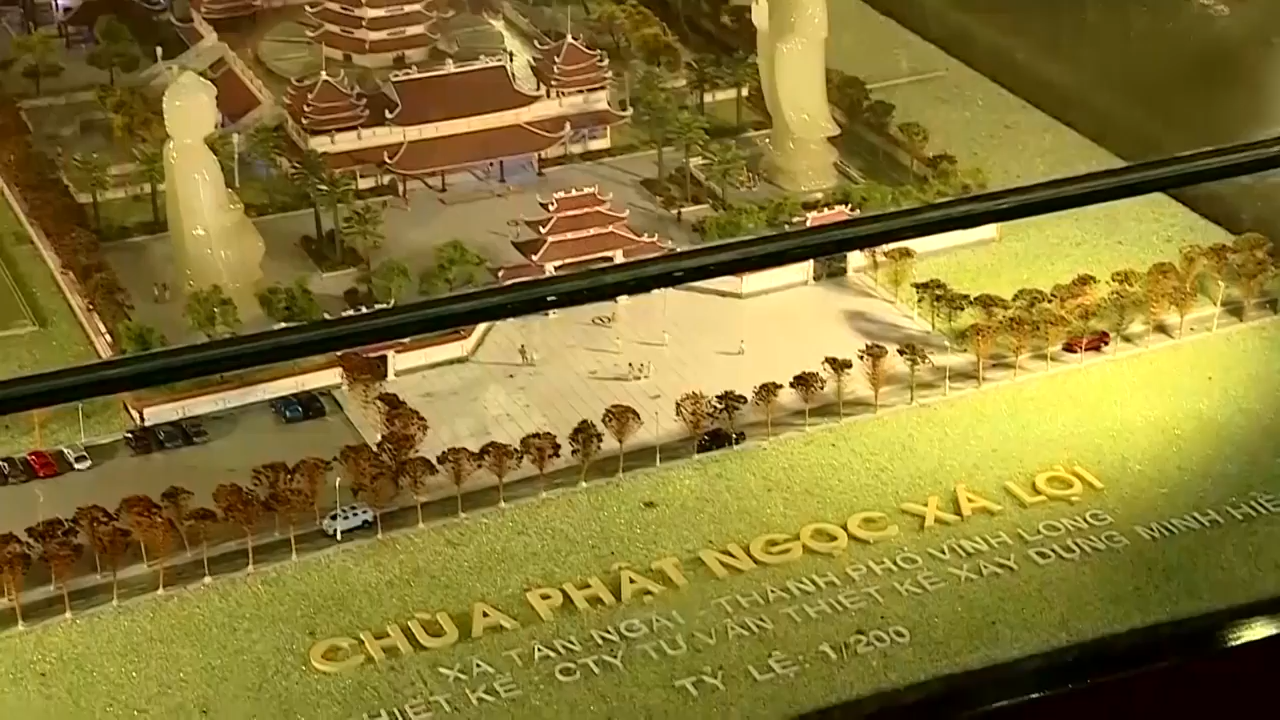 CHÙA PHẬT NGỌC XÁ LỢI
XÃ TÂN NGÃI - THÀNH PHỐ VĨNH LONG
THIẾT KẾ : CTY TƯ VẤN THIẾT KẾ XÂY DỰNG MINH
TỶ LỆ: 1/200